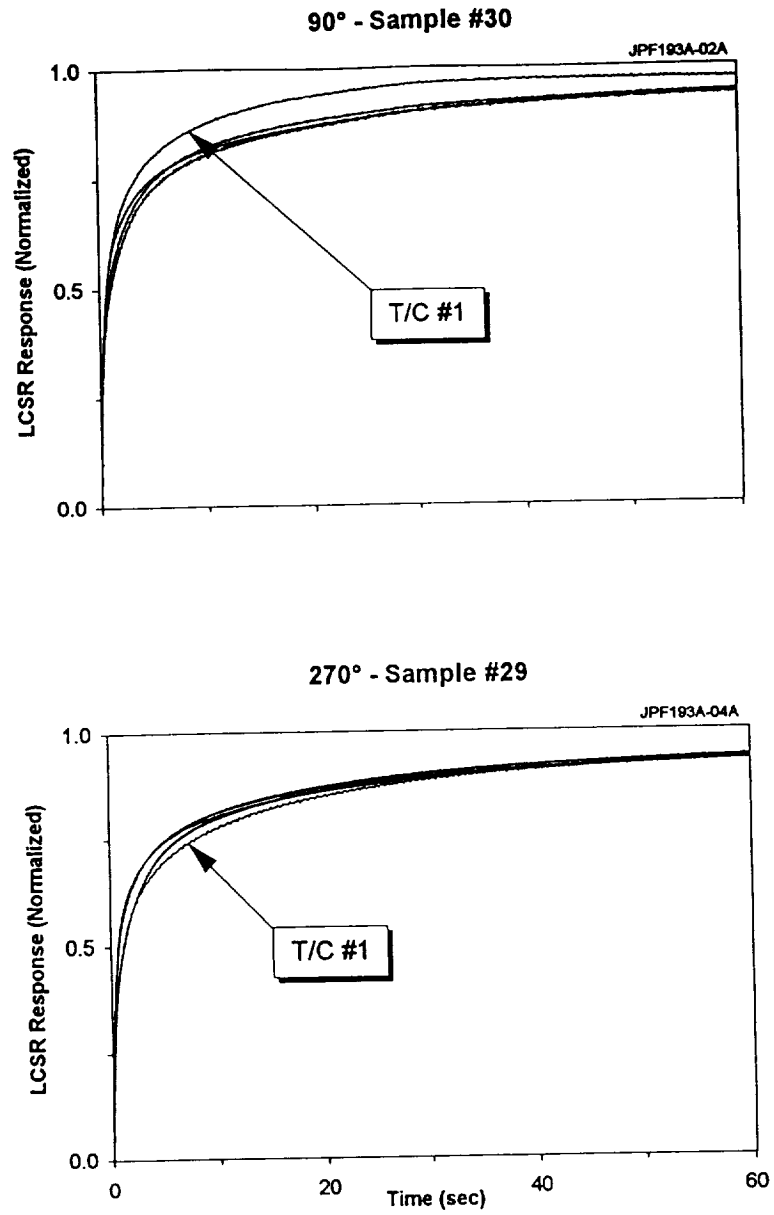 90° - Sample #30
JPF193A-02A
1.0
0.5
0.0
LCSR Response (Normalized)
T/C #1
270° - Sample #29
JPF193A-04A
1.0
0.5
0.0
LCSR Response (Normalized)
T/C #1
0
20
40
60
Time (sec)